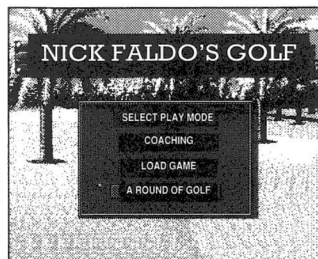 NICK FALDO'S GOLF
SELECT PLAY MODE
COACHING
LOAD GAME
A ROUND OF GOLF